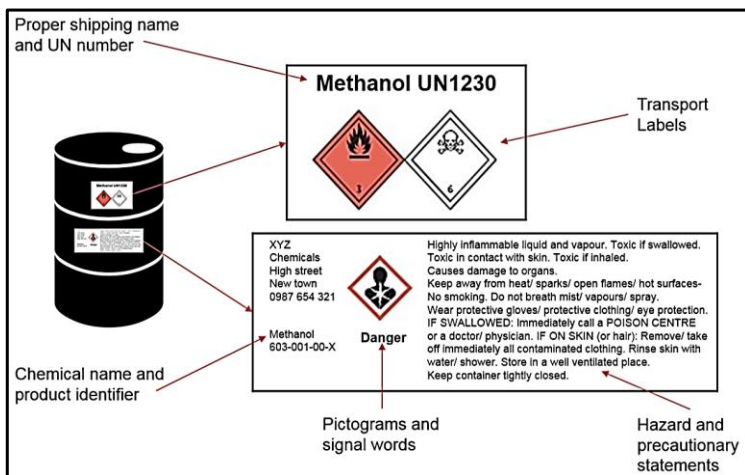 Proper shipping name
and UN number
Methanol UN1230
3
6
Transport
Labels
Methanol UN1230
XYZ
Chemicals
High street
New town
0987 654 321
Methanol
603-001-00-X
Danger
Highly inflammable liquid and vapour. Toxic if swallowed.
Toxic in contact with skin. Toxic if inhaled.
Causes damage to organs.
Keep away from heat/ sparks/ open flames/ hot surfaces-
No smoking. Do not breath mist/ vapours/ spray.
Wear protective gloves/ protective clothing/ eye protection.
IF SWALLOWED: Immediately call a POISON CENTRE
or a doctor/ physician. IF ON SKIN (or hair): Remove/ take
off immediately all contaminated clothing. Rinse skin with
water/ shower. Store in a well ventilated place.
Keep container tightly closed.
Chemical name and
product identifier
Pictograms and
signal words
Hazard and
precautionary
statements